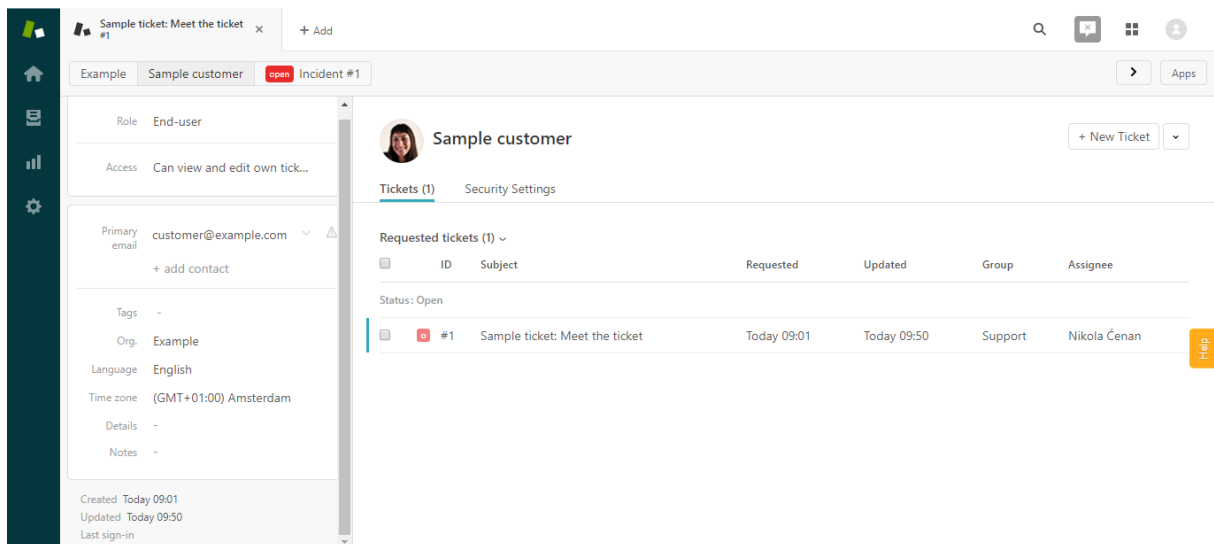 Sample ticket: Meet the ticket
#1
+ Add
Example
Sample customer
open Incident #1
Apps
Role End-user
Access Can view and edit own tick...
Primary email customer@example.com
+ add contact
Tags -
Org. Example
Language English
Time zone (GMT+01:00) Amsterdam
Details -
Notes -
Created Today 09:01
Updated Today 09:50
Last sign-in
Sample customer
+ New Ticket
Tickets (1) Security Settings
Requested tickets (1)
ID Subject Requested Updated Group Assignee
Status: Open
o #1 Sample ticket: Meet the ticket Today 09:01 Today 09:50 Support Nikola Ćenan
Help